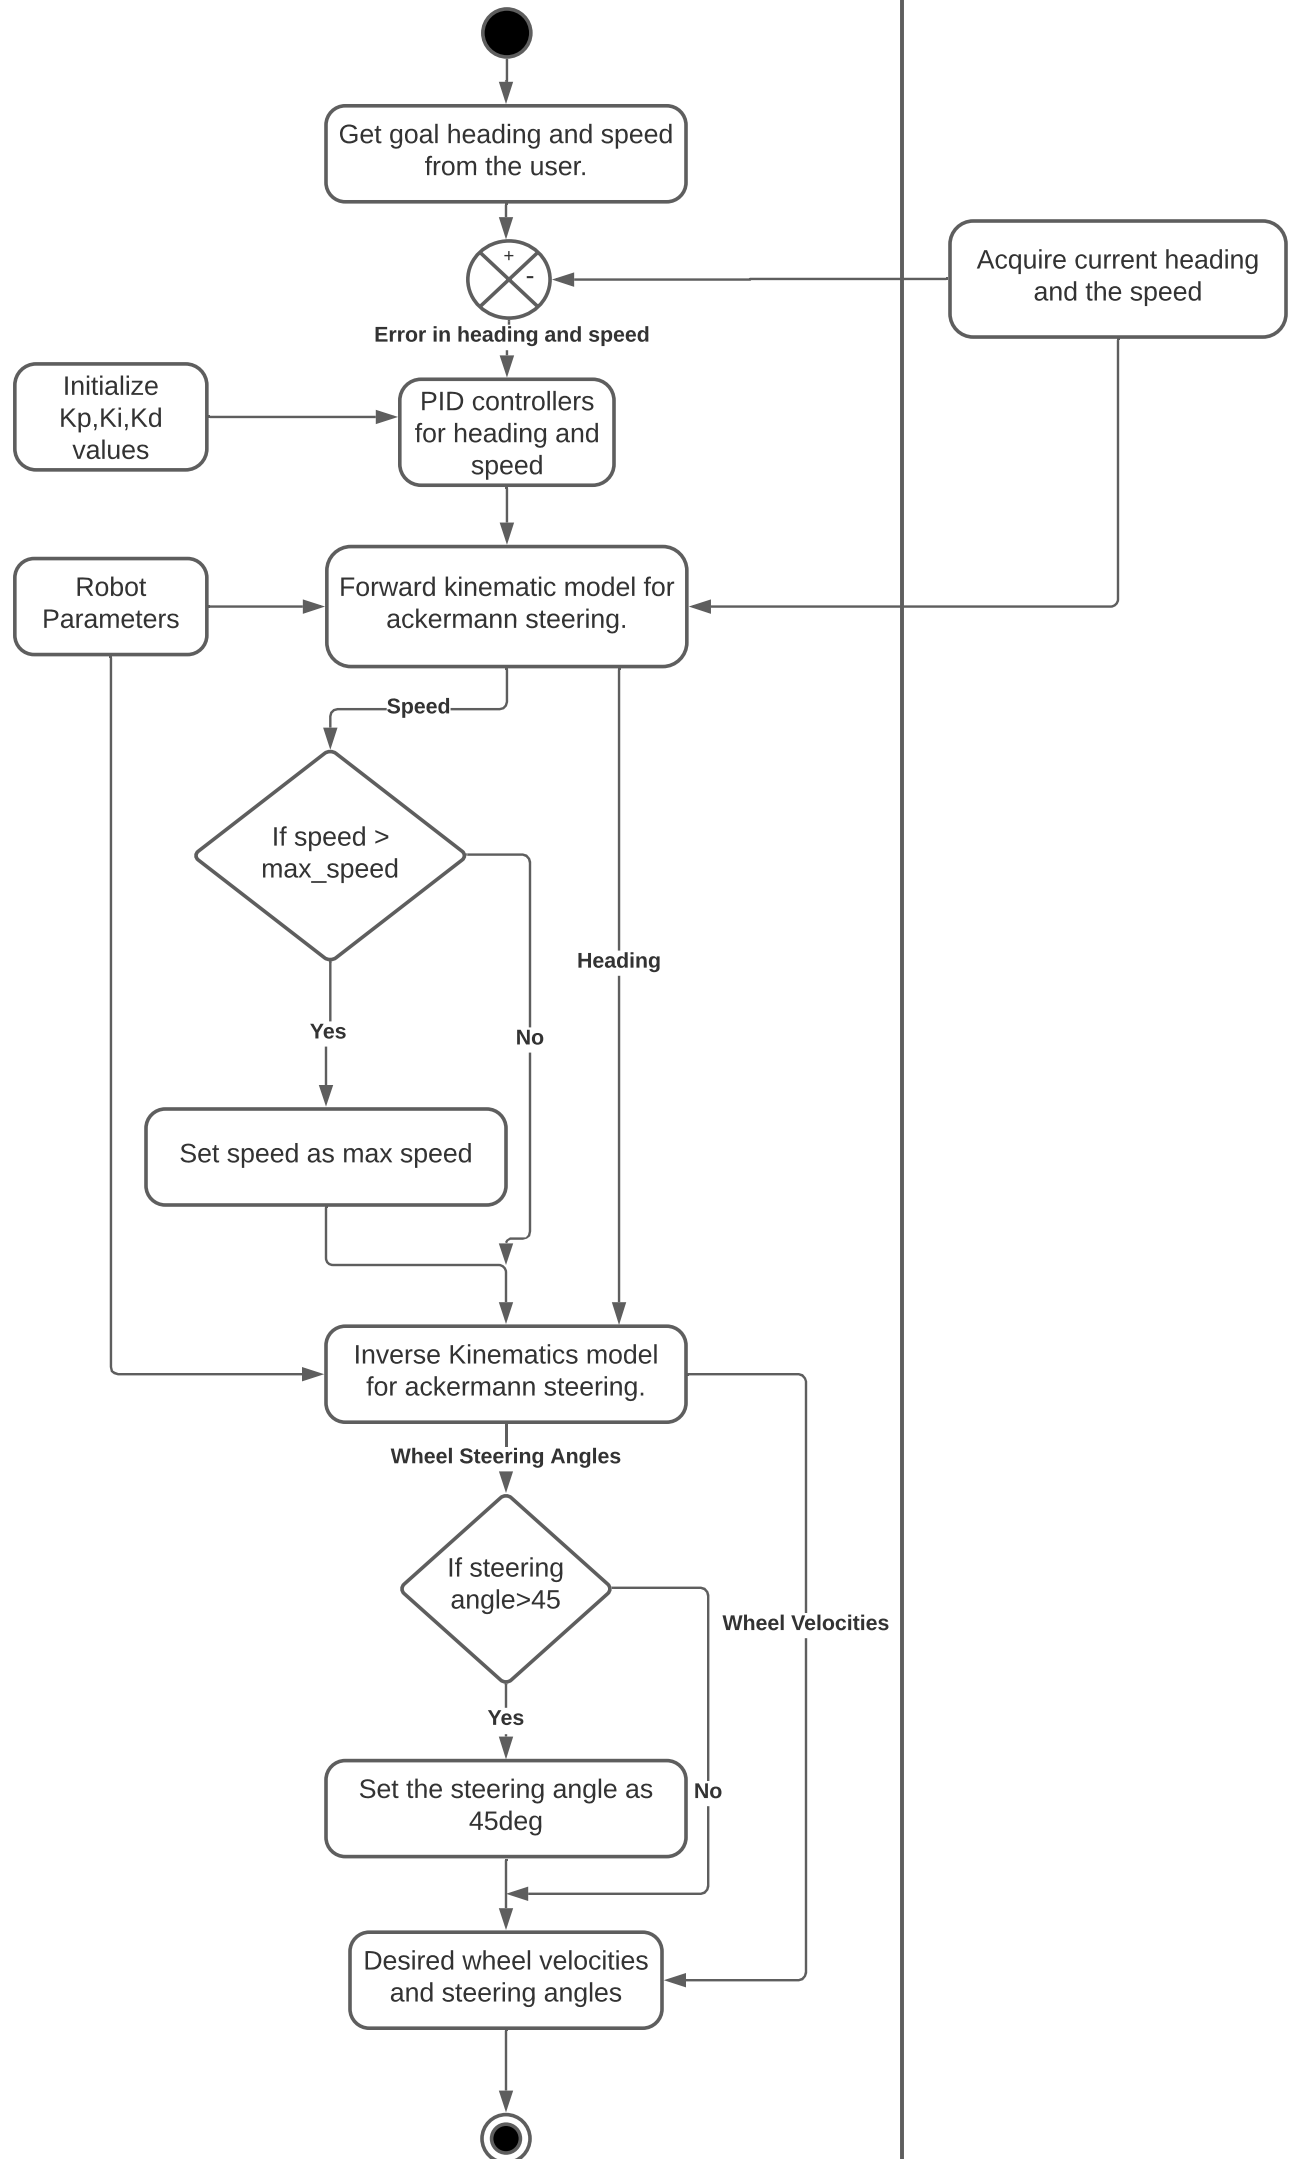 Get goal heading and speed
from the user.
+
-
Acquire current heading
and the speed
Error in heading and speed
Initialize
Kp,Ki,Kd
values
PID controllers
for heading and
speed
Robot
Parameters
Forward kinematic model for
ackermann steering.
Speed
If speed >
max_speed
Heading
Yes
No
Set speed as max speed
Inverse Kinematics model
for ackermann steering.
Wheel Steering Angles
If steering
angle>45
Wheel Velocities
Yes
Set the steering angle as
45deg
No
Desired wheel velocities
and steering angles